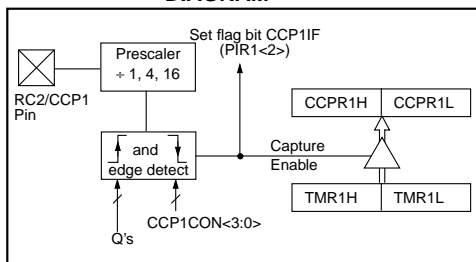 DIAGRAM
Set flag bit CCP1IF
(PIR1<2>)
Prescaler
÷ 1, 4, 16
RC2/CCP1
Pin
CCPR1H CCPR1L
and
edge detect
Capture
Enable
TMR1H TMR1L
CCP1CON<3:0>
Q's